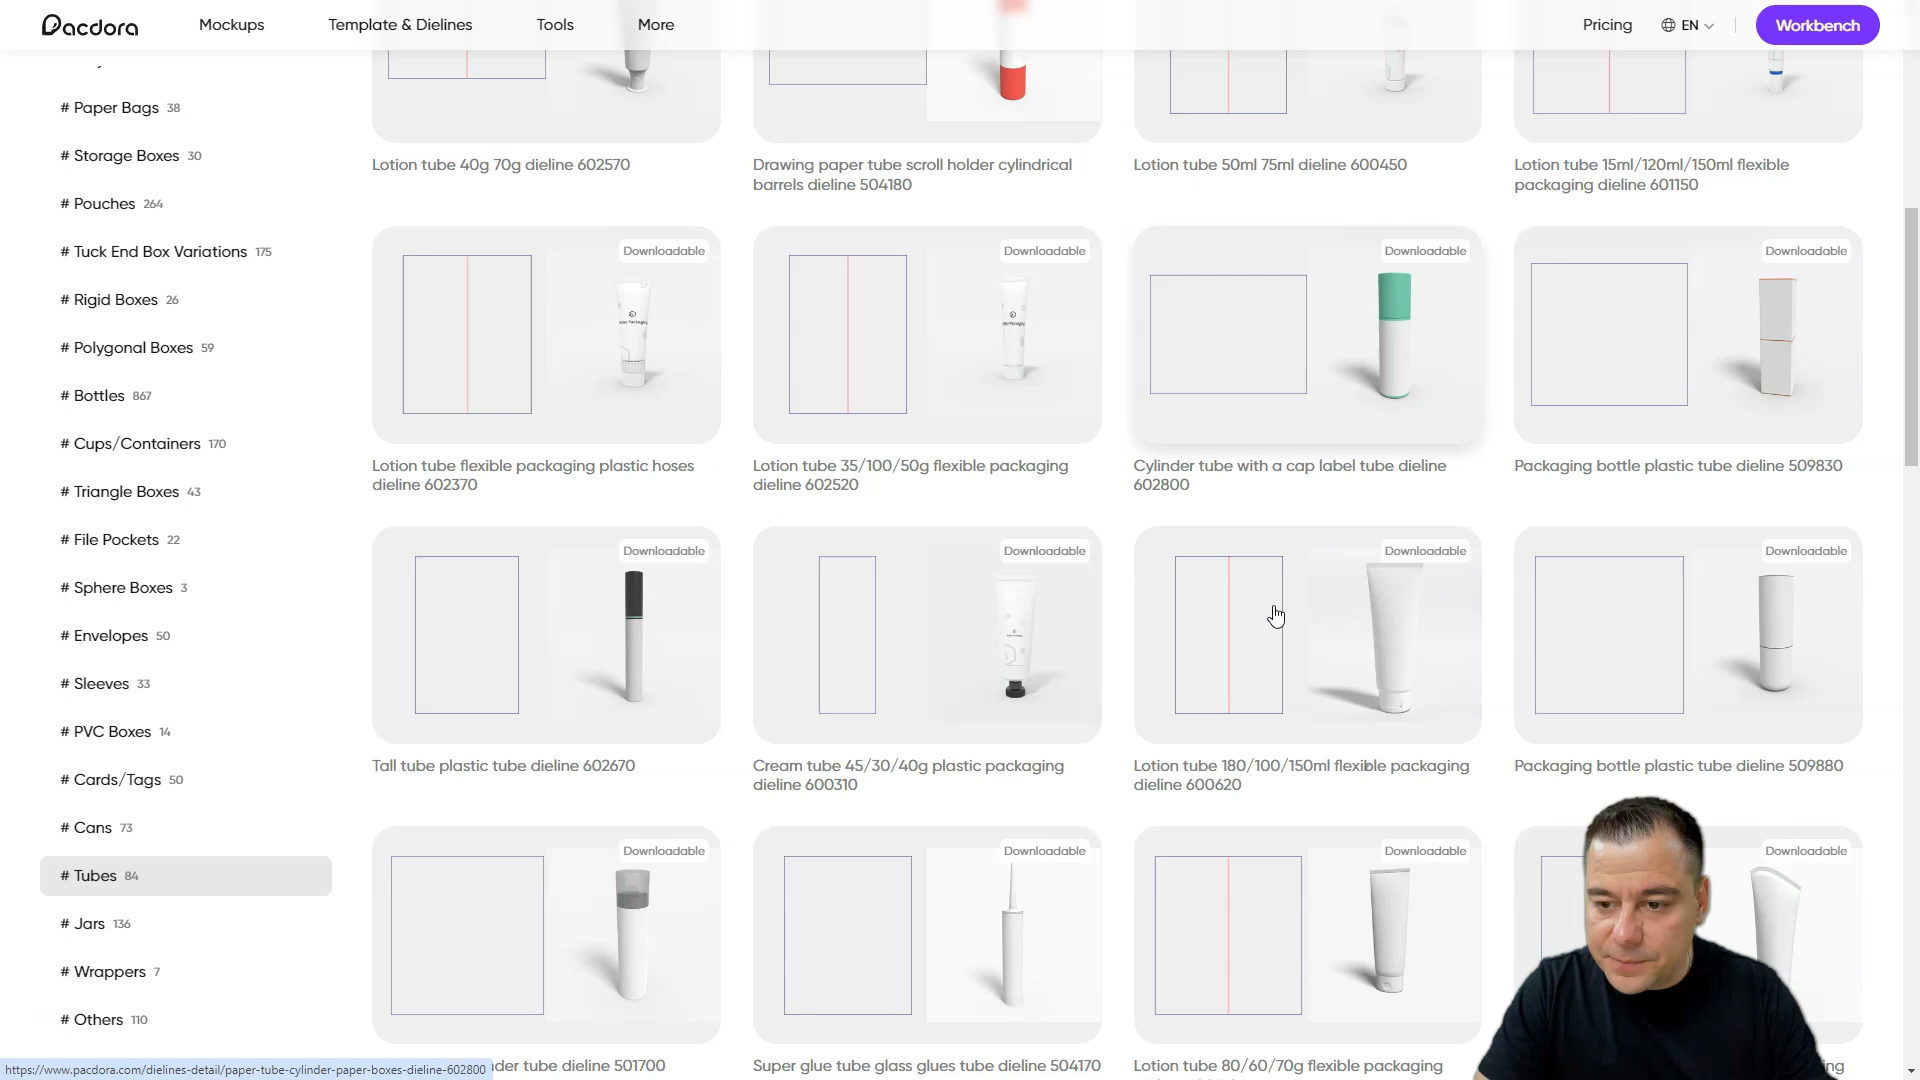 Pacdora
Mockups
Template & Dielines
Tools
More
Pricing
EN
Workbench
# Paper Bags 38
# Storage Boxes 30
# Pouches 264
# Tuck End Box Variations 175
# Rigid Boxes 26
# Polygonal Boxes 59
# Bottles 867
# Cups/Containers 170
# Triangle Boxes 43
# File Pockets 22
# Sphere Boxes 3
# Envelopes 50
# Sleeves 33
# PVC Boxes 14
# Cards/Tags 50
# Cans 73
# Tubes 84
# Jars 136
# Wrappers 7
# Others 110
Lotion tube 40g 70g dieline 602570
Drawing paper tube scroll holder cylindrical
barrels dieline 504180
Lotion tube 50ml 75ml dieline 600450
Lotion tube 15ml/120ml/150ml flexible
packaging dieline 601150
Downloadable
Downloadable
Downloadable
Downloadable
Lotion tube flexible packaging plastic hoses
dieline 602370
Lotion tube 35/100/50g flexible packaging
dieline 602520
Cylinder tube with a cap label tube dieline
602800
Packaging bottle plastic tube dieline 509830
Downloadable
Downloadable
Downloadable
Downloadable
Tall tube plastic tube dieline 602670
Cream tube 45/30/40g plastic packaging
dieline 600310
Lotion tube 180/100/150ml flexible packaging
dieline 600620
Packaging bottle plastic tube dieline 509880
Downloadable
Downloadable
Downloadable
Downloadable
nder tube dieline 501700
Super glue tube glass glues tube dieline 504170
Lotion tube 80/60/70g flexible packaging
ing
https://www.pacdora.com/dielines-detail/paper-tube-cylinder-paper-boxes-dieline-602800